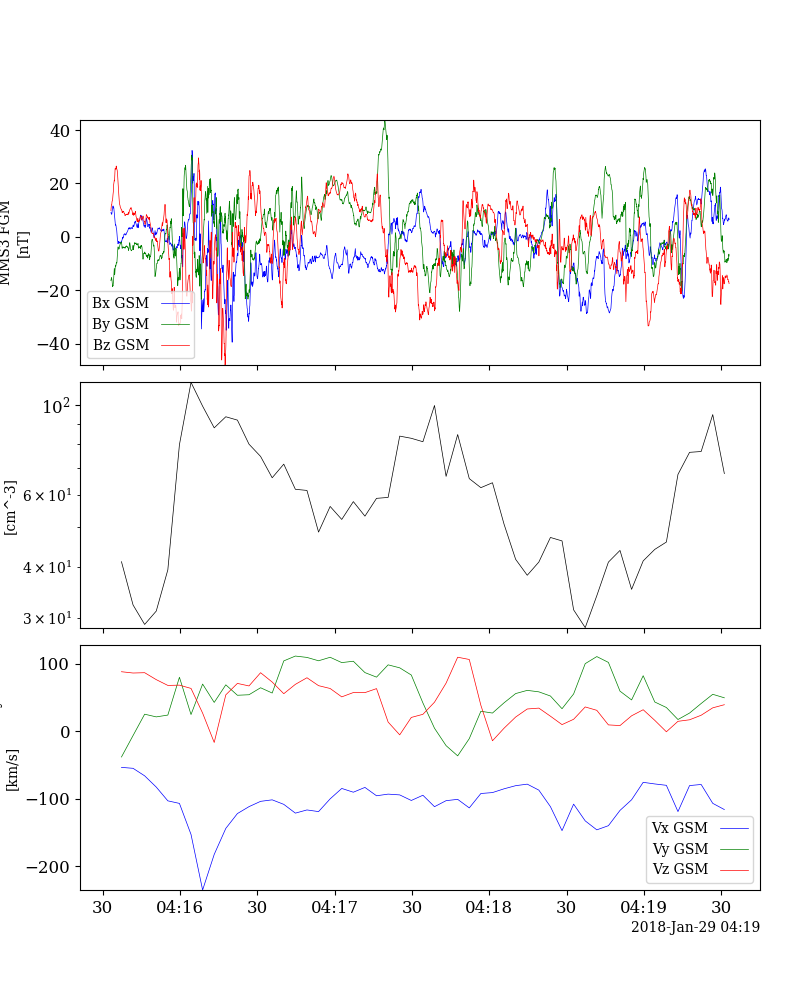 40
20
0
−20
−40
MMS3 FGM
[nT]
Bx GSM
By GSM
Bz GSM
10^2
6 × 10^1
4 × 10^1
3 × 10^1
[cm^-3]
100
0
−100
−200
[km/s]
Vx GSM
Vy GSM
Vz GSM
30 04:16 30 04:17 30 04:18 30 04:19 30
2018-Jan-29 04:19